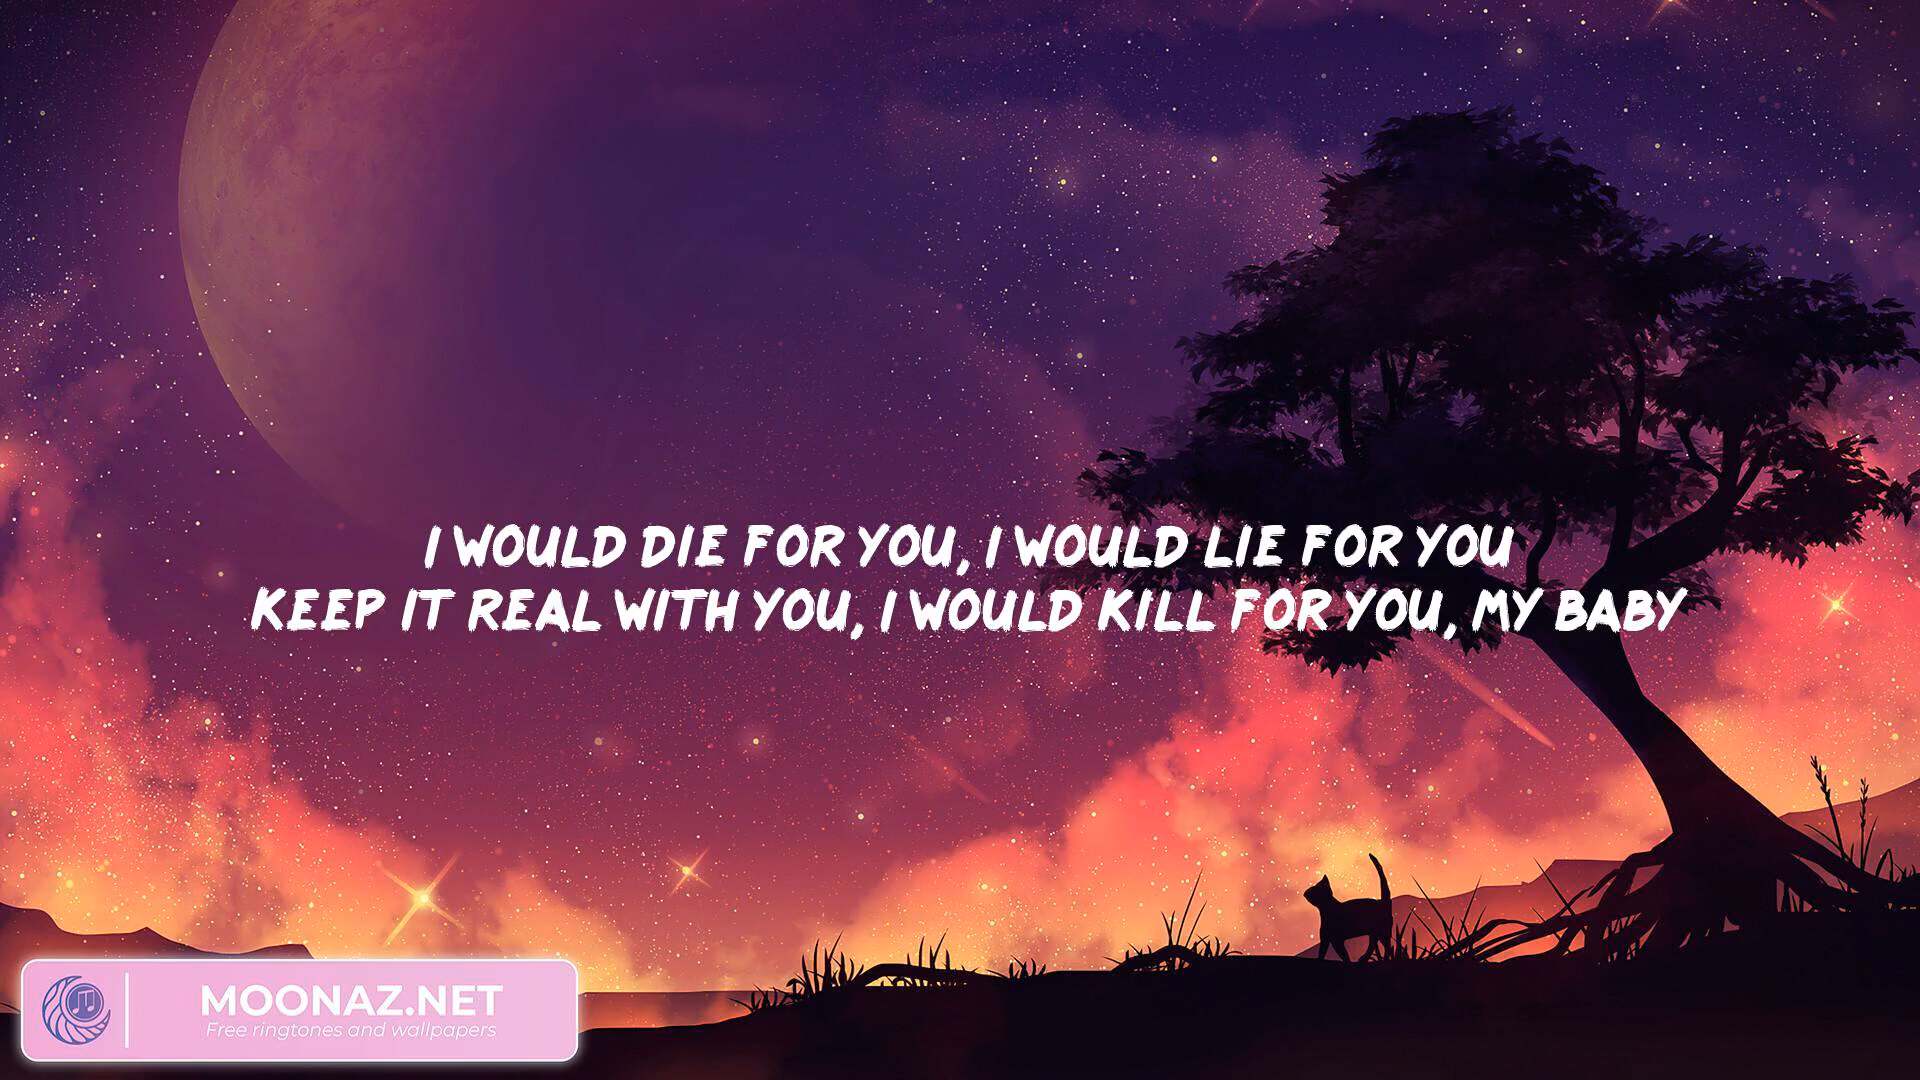 I WOULD DIE FOR YOU, I WOULD LIE FOR YOU
KEEP IT REAL WITH YOU, I WOULD KILL FOR YOU, MY BABY
MOONAZ.NET
Free ringtones and wallpapers